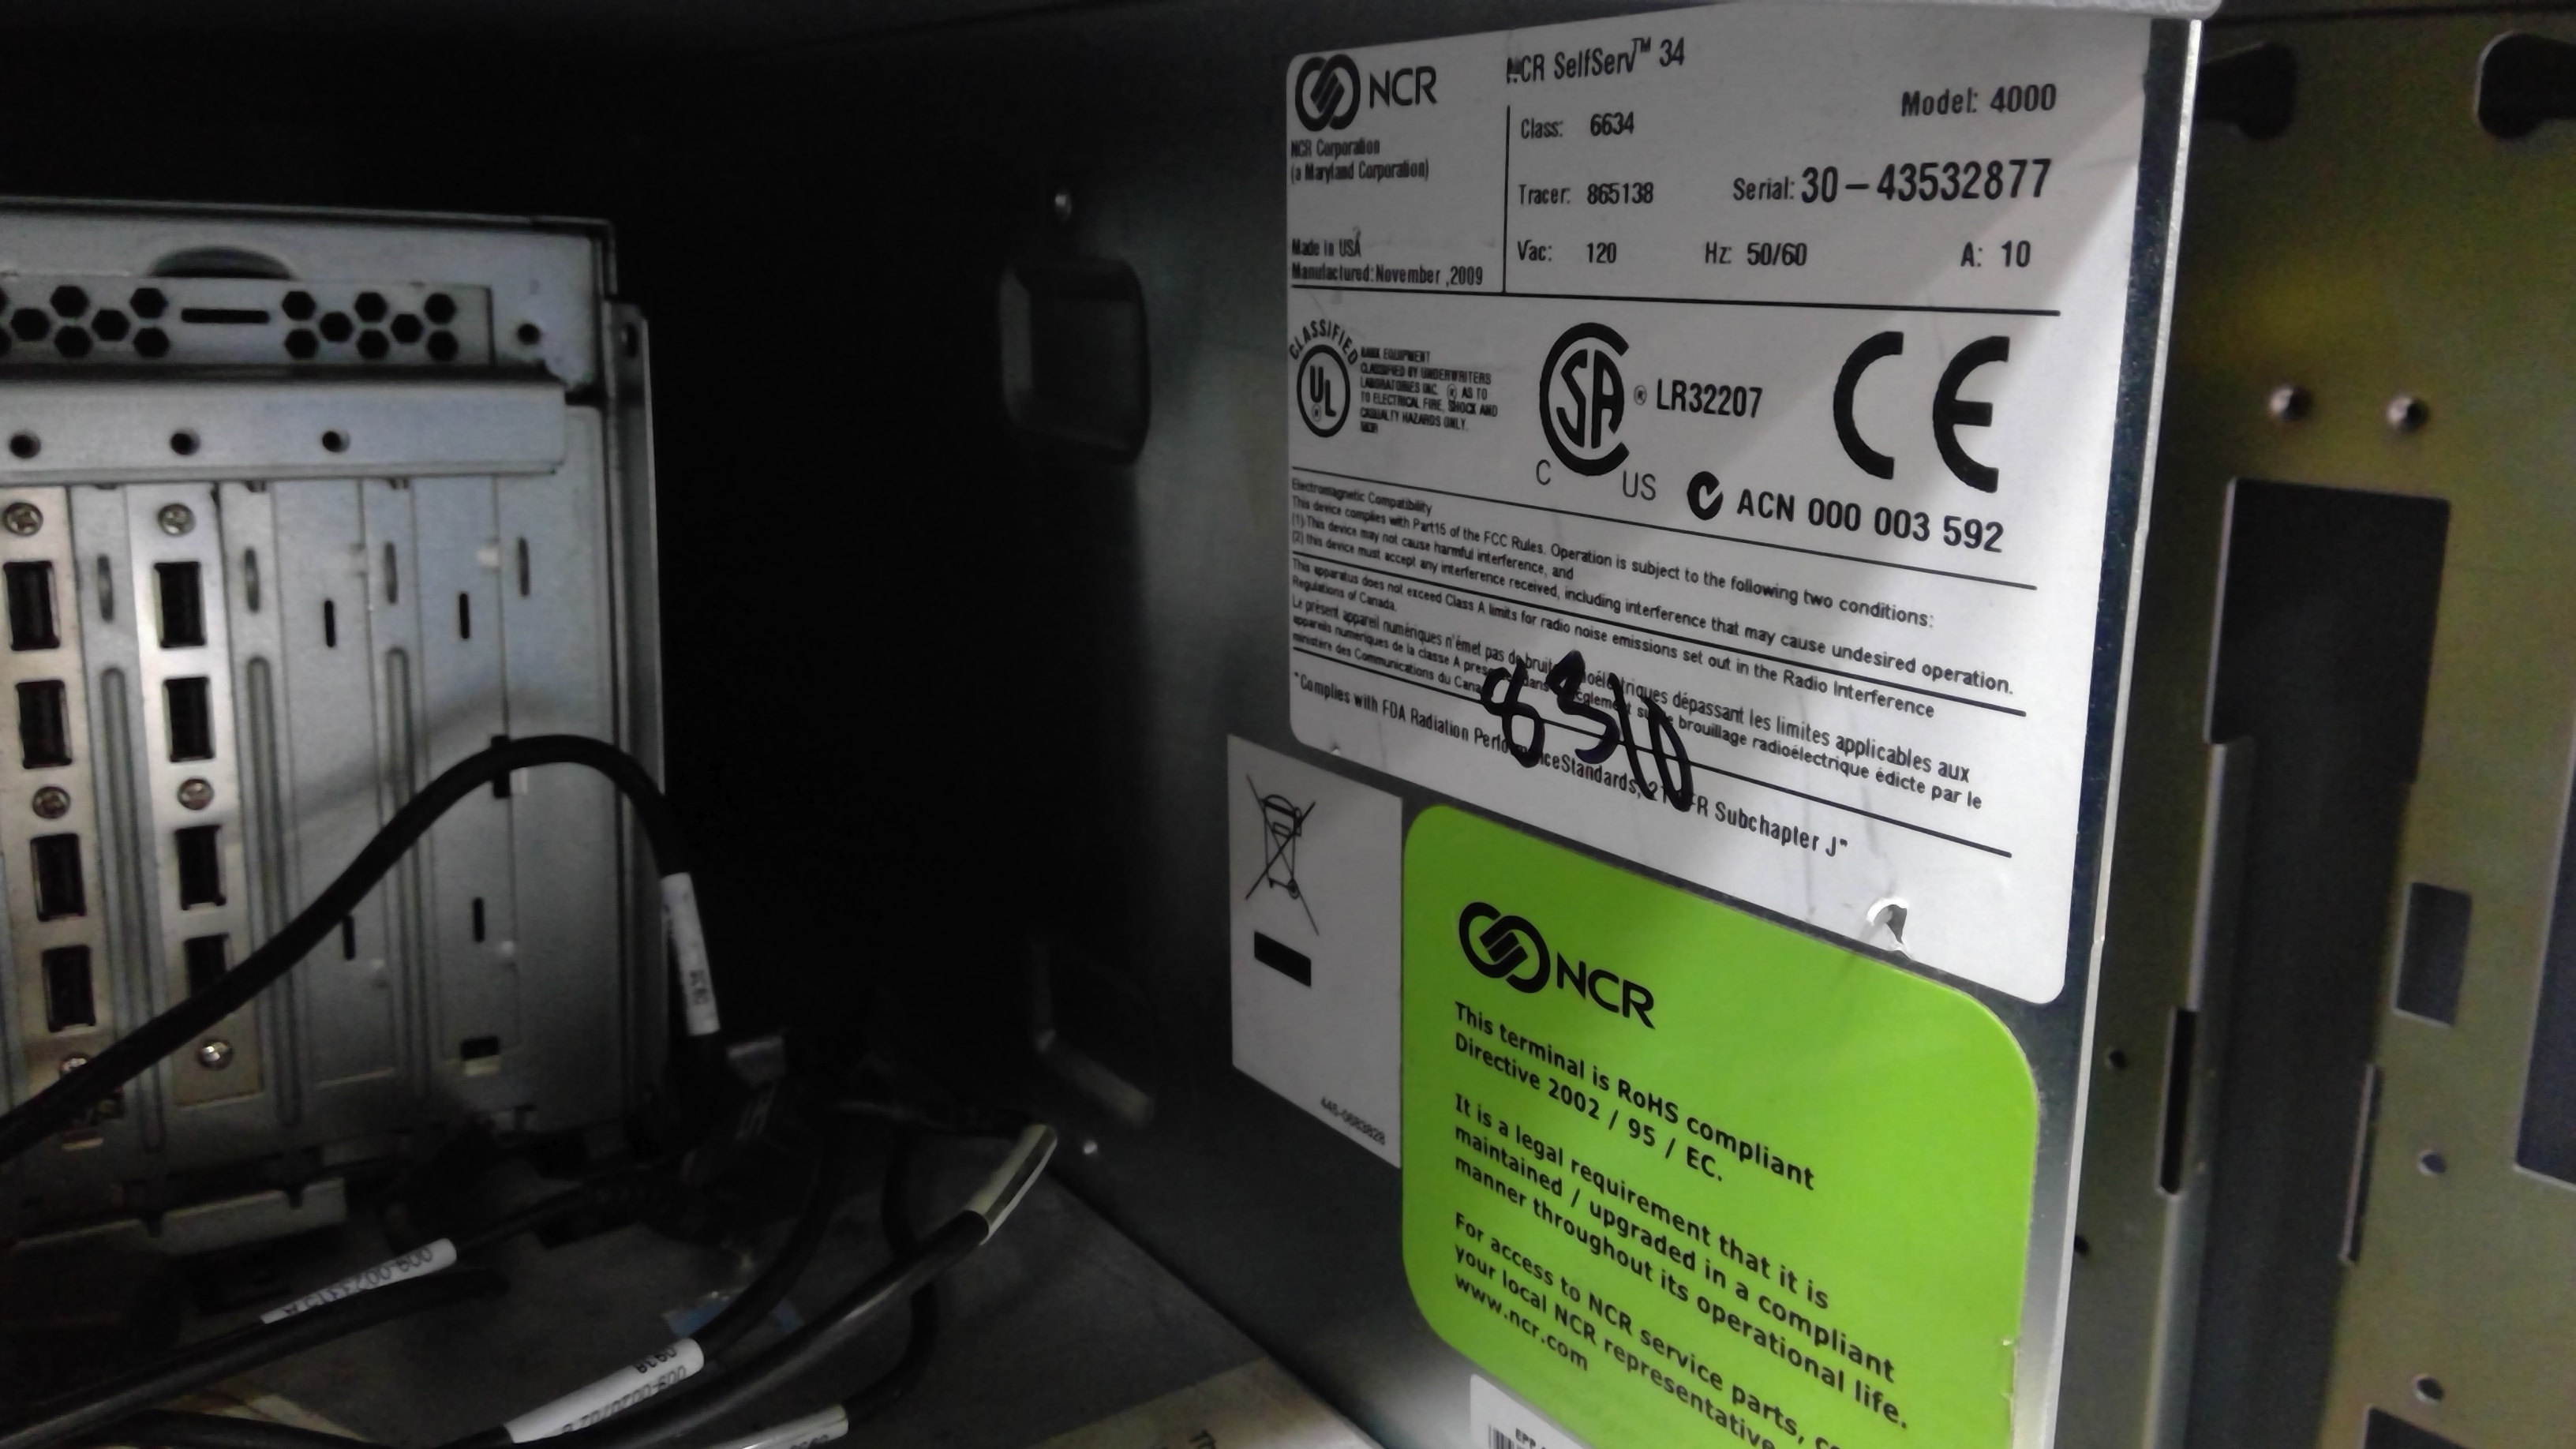 NCR
NCR Corporation
(a Maryland Corporation)
Made in USA
Manufactured: November ,2009
NCR SelfServ™ 34
Model: 4000
Class: 6634
Tracer: 865138
Serial: 30-43532877
Vac: 120
Hz: 50/60
A: 10
CLASSIFIED
UL
EQUIPMENT
CLASSIFIED BY UNDERWRITERS
LABORATORIES INC. ® AS TO
TO ELECTRICAL FIRE, SHOCK AND
CASUALTY HAZARDS ONLY.
SA ® LR32207
C US
CE
ACN 000 003 592
Electromagnetic Compatibility
This device complies with Part15 of the FCC Rules. Operation is subject to the following two conditions:
(1) This device may not cause harmful interference, and
(2) this device must accept any interference received, including interference that may cause undesired operation.
This apparatus does not exceed Class A limits for radio noise emissions set out in the Radio Interference
Regulations of Canada.
Le présent appareil numériques n'émet pas de bruits radioélectriques dépassant les limites applicables aux
appareils numeriques de la classe A dans le règlement sur le brouillage radioélectrique édicte par le
ministère des Communications du Canada
"Complies with FDA Radiation Performance Standards, 21 CFR Subchapter J"
445-0683828
NCR
This terminal is RoHS compliant
Directive 2002 / 95 / EC.
It is a legal requirement that it is
maintained / upgraded in a compliant
manner throughout its operational life.
For access to NCR service parts,
your local NCR representative
www.ncr.com
EPP